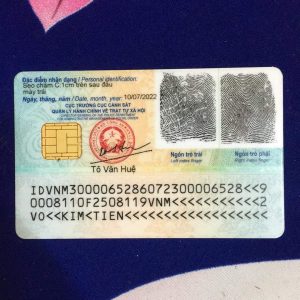 Đặc điểm nhận dạng / Personal identification:
Sẹo chấm C:1cm trên sau đầu
mày trái
Ngày, tháng, năm / Date, month, year: 10/07/2022
CỤC TRƯỞNG CỤC CẢNH SÁT
QUẢN LÝ HÀNH CHÍNH VỀ TRẬT TỰ XÃ HỘI
Tô Văn Huệ
Ngón trỏ trái
Left index finger
Ngón trỏ phải
Right index finger
IDVNM3000065286072300006528<<9
0008110F2508119VNM<<<<<<<<<<<2
VO<<KIM<TIEN<<<<<<<<<<<<<<<<<<